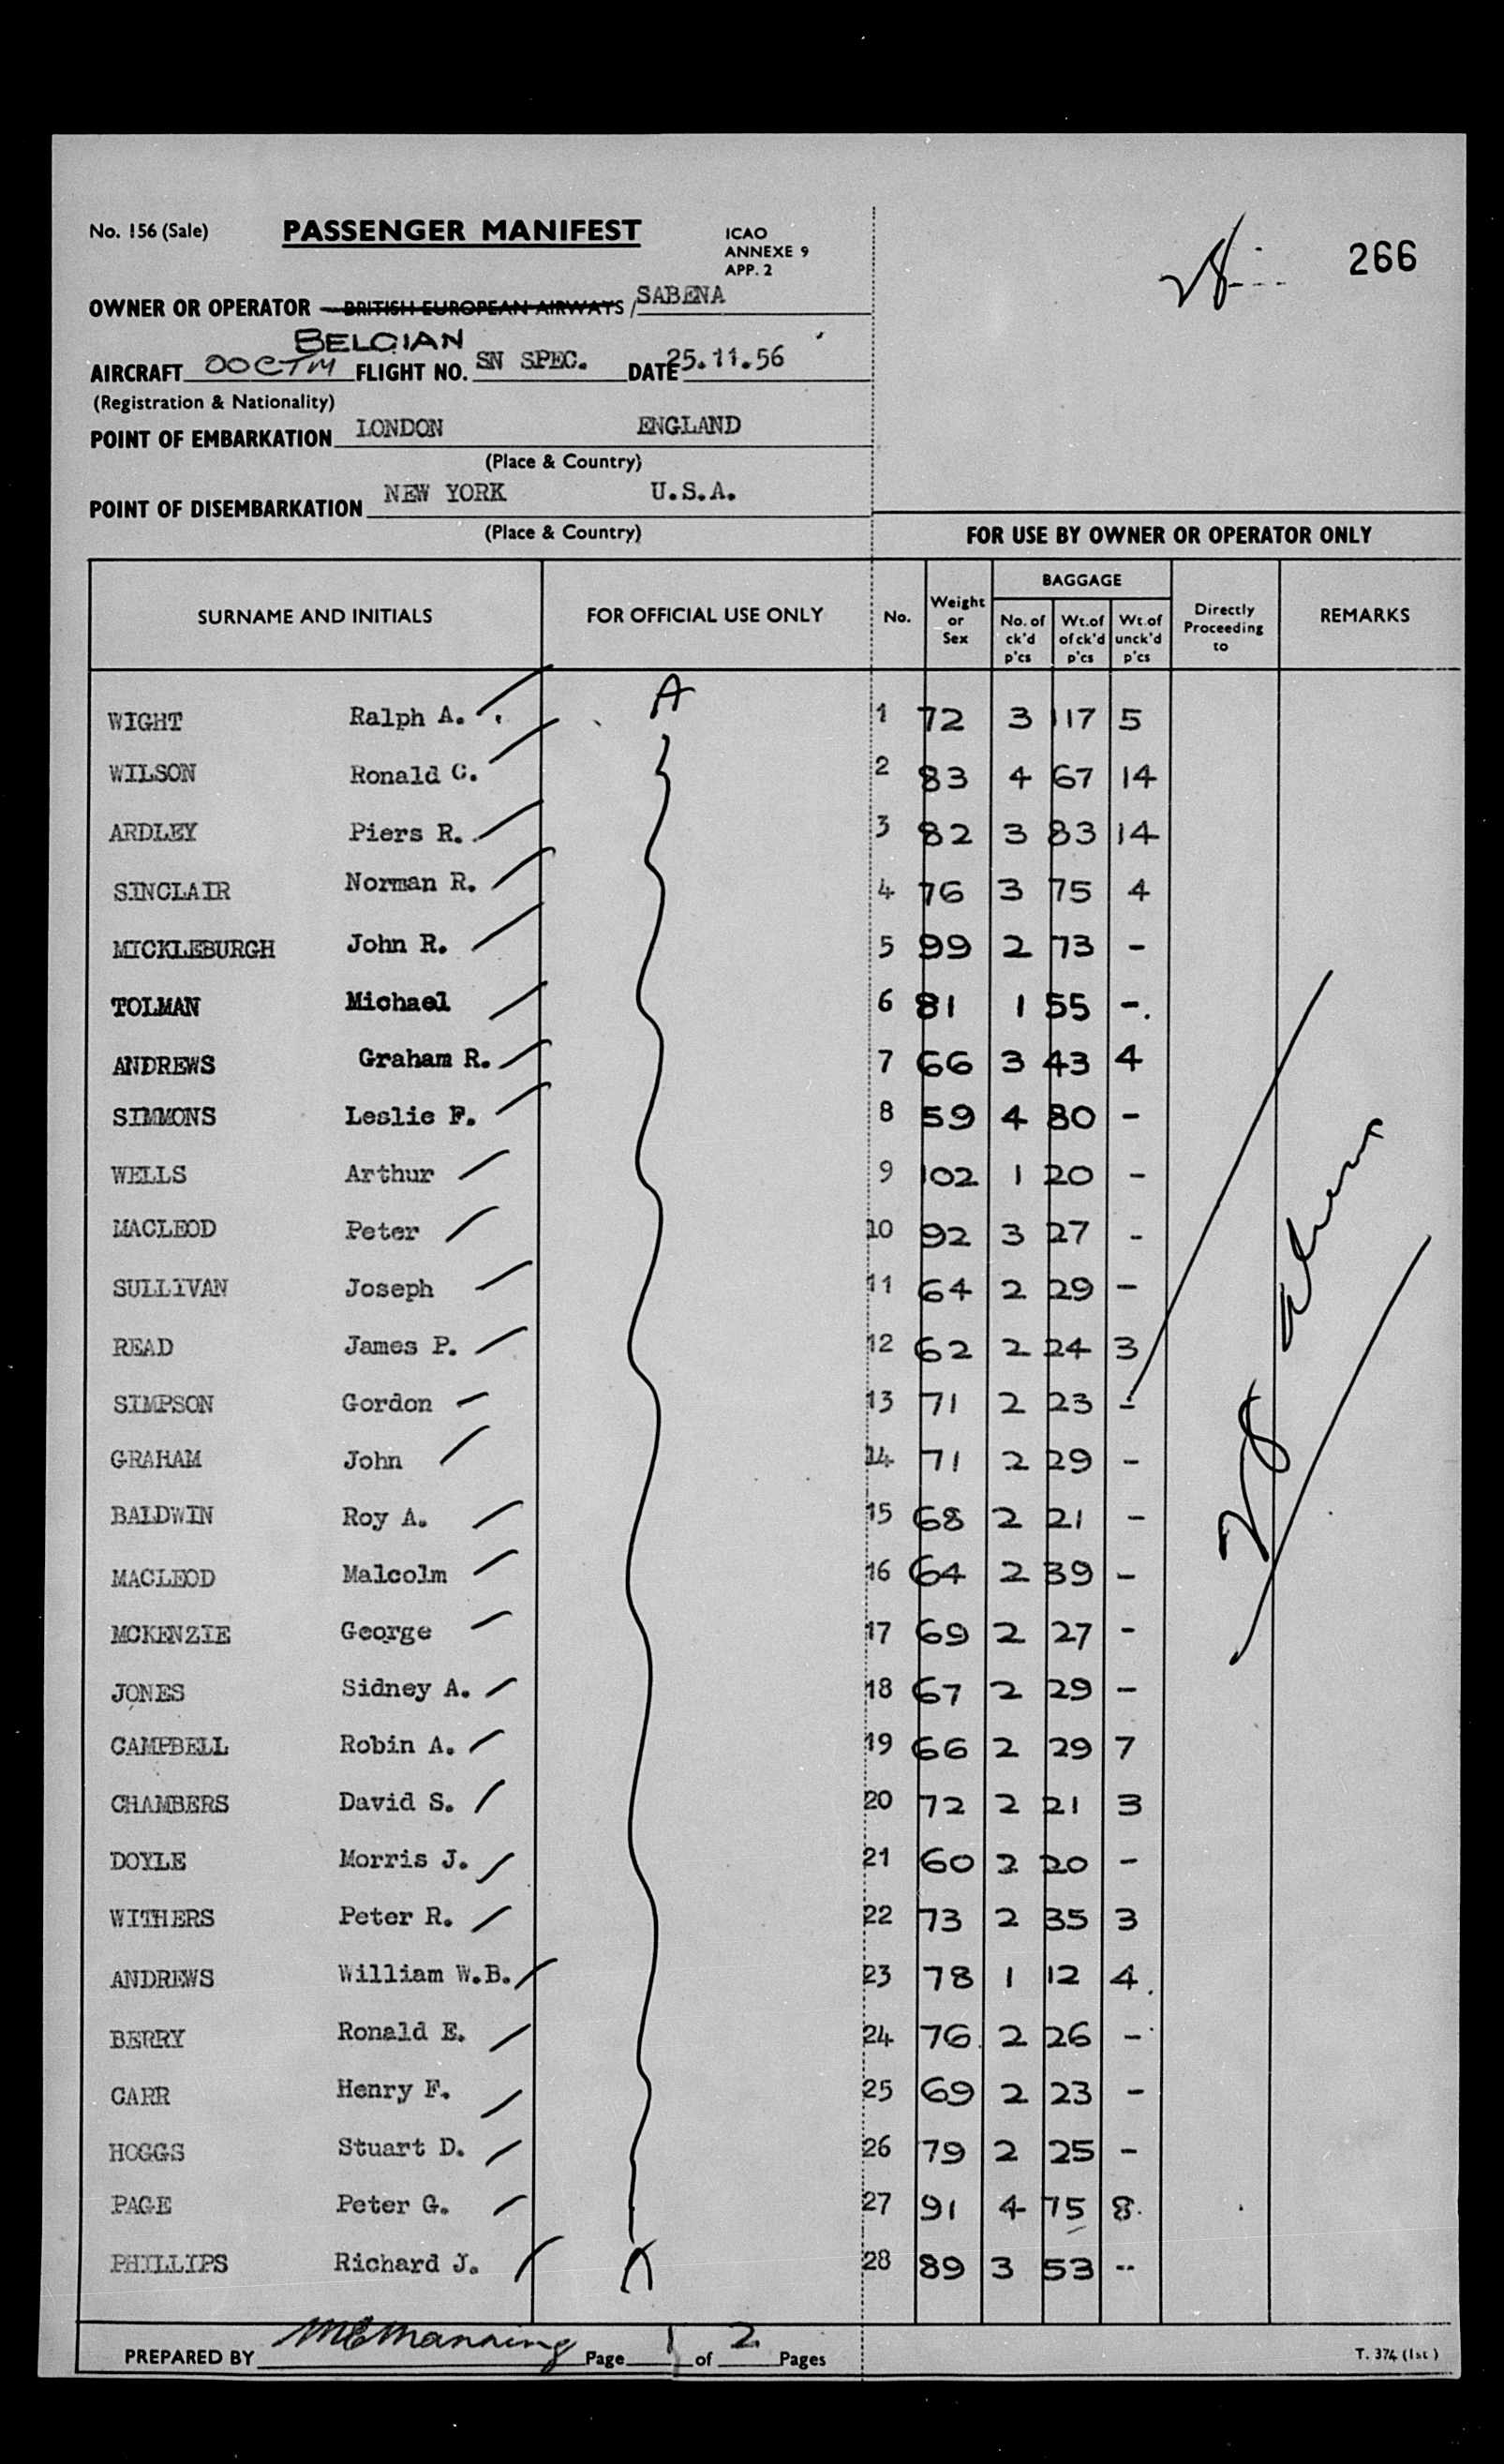 No. 156 (Sale) PASSENGER MANIFEST ICAO
ANNEXE 9
APP. 2
28 266
OWNER OR OPERATOR BRITISH EUROPEAN AIRWAYS / SABENA
BELGIAN
AIRCRAFT OOCTM FLIGHT NO. SN SPEC. DATE 25.11.56
(Registration & Nationality)
POINT OF EMBARKATION LONDON ENGLAND
(Place & Country)
POINT OF DISEMBARKATION NEW YORK U.S.A.
(Place & Country)
FOR USE BY OWNER OR OPERATOR ONLY
SURNAME AND INITIALS FOR OFFICIAL USE ONLY No. Weight or Sex BAGGAGE No. of ck'd p'cs Wt.of ofck'd p'cs Wt.of unck'd p'cs Directly Proceeding to REMARKS
A
WIGHT Ralph A. 1 72 3 117 5
WILSON Ronald C. 2 83 4 67 14
ARDLEY Piers R. 3 82 3 83 14
SINCLAIR Norman R. 4 76 3 75 4
MICKLEBURGH John R. 5 99 2 73 -
TOLMAN Michael 6 81 1 55 -.
ANDREWS Graham R. 7 66 3 43 4
SIMMONS Leslie F. 8 59 4 80 -
WELLS Arthur 9 102 1 20 -
MACLEOD Peter 10 92 3 27 -
SULLIVAN Joseph 11 64 2 29 -
READ James P. 12 62 2 24 3
SIMPSON Gordon 13 71 2 23 -
GRAHAM John 14 71 2 29 -
BALDWIN Roy A. 15 68 2 21 -
MACLEOD Malcolm 16 64 2 39 -
MCKENZIE George 17 69 2 27 -
JONES Sidney A. 18 67 2 29 -
CAMPBELL Robin A. 19 66 2 29 7
CHAMBERS David S. 20 72 2 21 3
DOYLE Morris J. 21 60 2 20 -
WITHERS Peter R. 22 73 2 35 3
ANDREWS William W.B. 23 78 1 12 4
BERRY Ronald E. 24 76 2 26 -
CARR Henry F. 25 69 2 23 -
HOGGS Stuart D. 26 79 2 25 -
PAGE Peter G. 27 91 4 75 8
PHILLIPS Richard J. 28 89 3 53 --
28 aliens
PREPARED BY MEManning Page 1 of 2 Pages
T. 374 (1st)